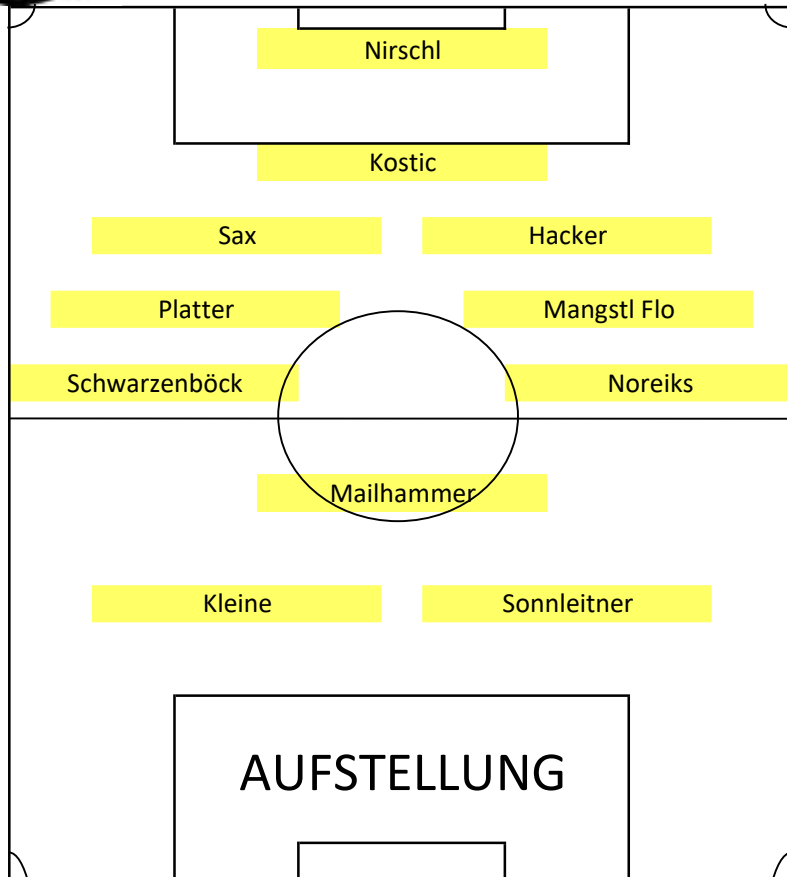 Nirschl
Kostic
Sax
Hacker
Platter
Mangstl Flo
Schwarzenböck
Noreiks
Mailhammer
Kleine
Sonnleitner
AUFSTELLUNG